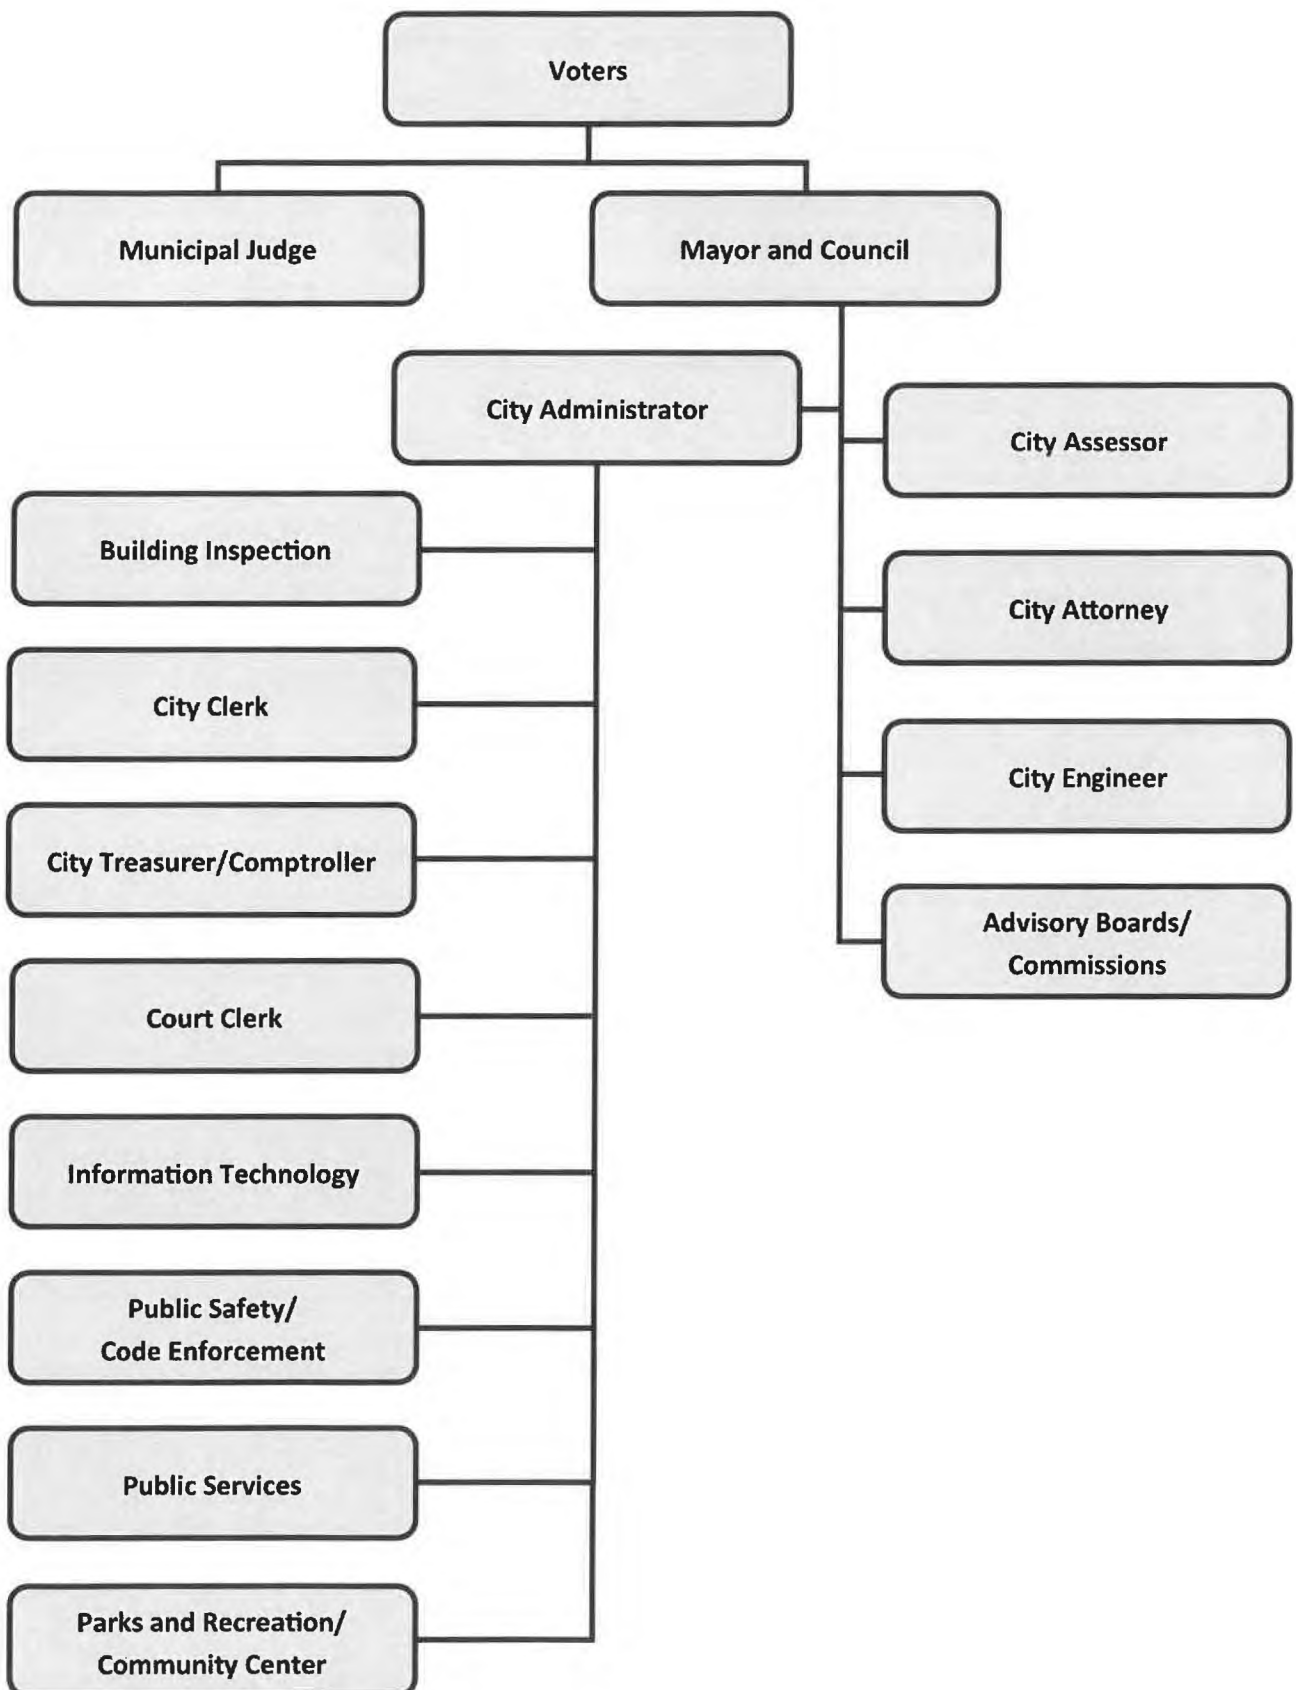 Voters
Municipal Judge
Mayor and Council
City Administrator
City Assessor
Building Inspection
City Attorney
City Clerk
City Engineer
City Treasurer/Comptroller
Advisory Boards/
Commissions
Court Clerk
Information Technology
Public Safety/
Code Enforcement
Public Services
Parks and Recreation/
Community Center